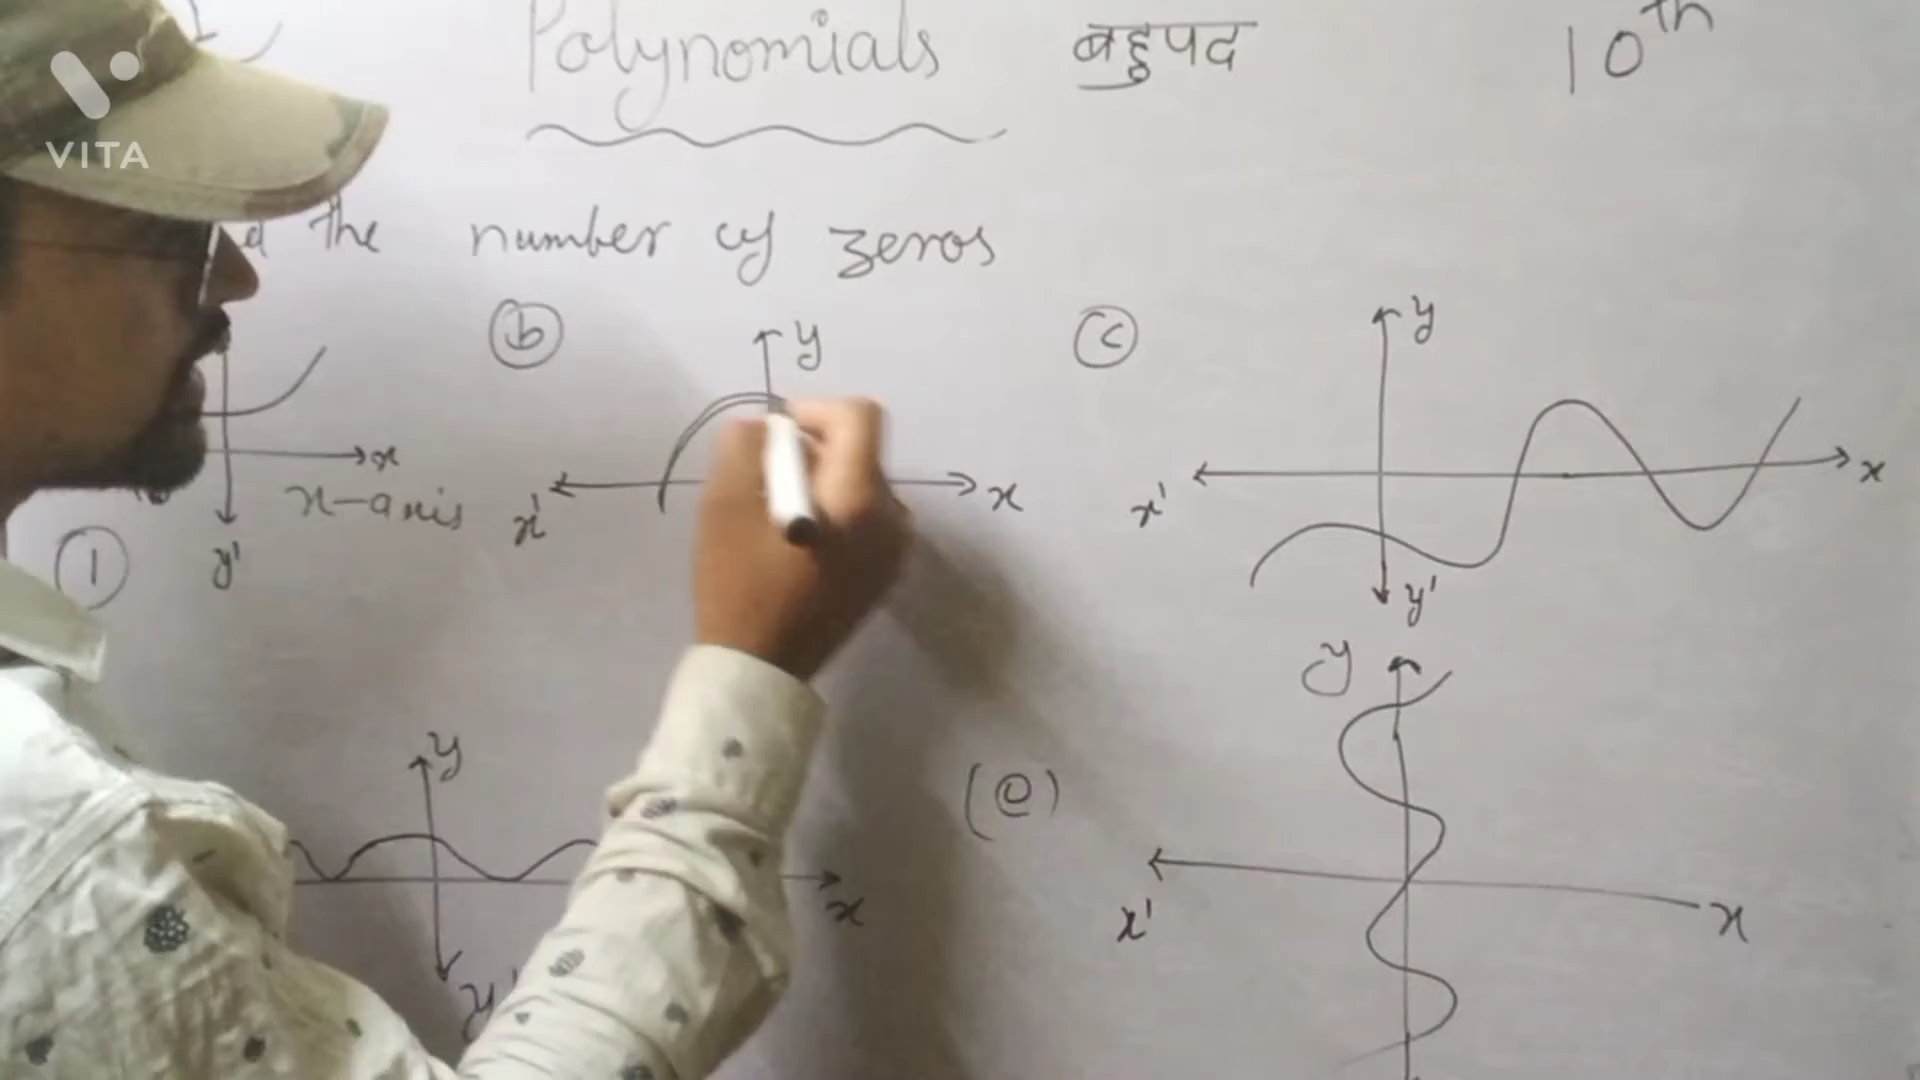 Polynomials बहुपद 10th
VITA
the number of zeros
b y
c y
x
x-axis
x' x
x' x
1
y'
y'
y
y
(e)
x
x' x
y'